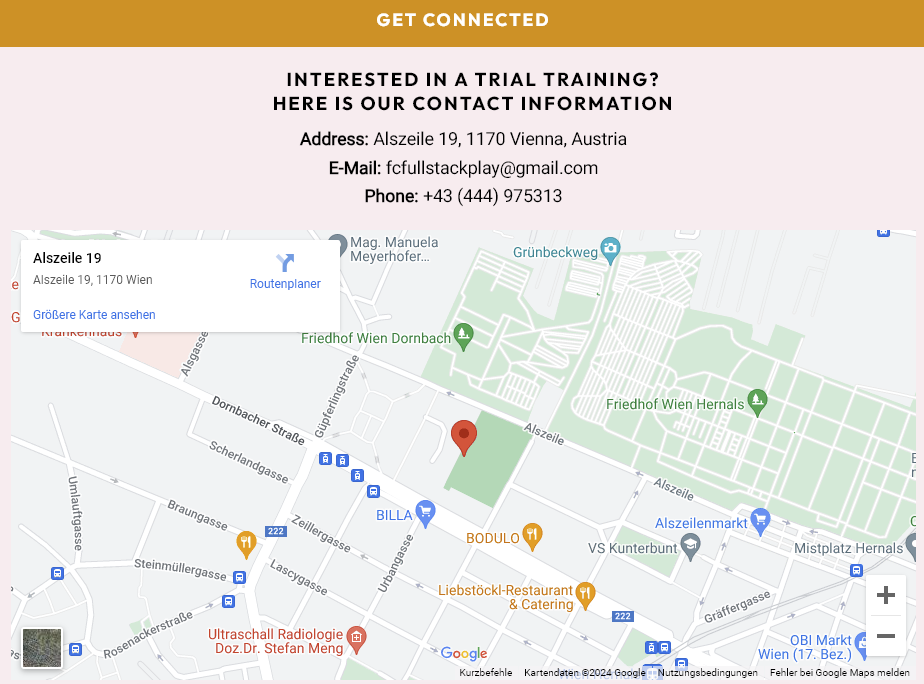 GET CONNECTED
INTERESTED IN A TRIAL TRAINING?
HERE IS OUR CONTACT INFORMATION
Address: Alszeile 19, 1170 Vienna, Austria
E-Mail: fcfullstackplay@gmail.com
Phone: +43 (444) 975313
Alszeile 19
Alszeile 19, 1170 Wien
Routenplaner
Größere Karte ansehen
Mag. Manuela
Meyerhofer...
Grünbeckweg
Krankenhaus
Friedhof Wien Dornbach
Alsgasse
Güpferlingstraße
Friedhof Wien Hernals
Dornbacher Straße
Alszeile
Scherlandgasse
Alszeile
Umlauftgasse
Braungasse
BILLA
Alszeilenmarkt
222
Zeillergasse
BODULO
VS Kunterbunt
Mistplatz Hernals
Urbangasse
Steinmüllergasse
Lascygasse
Liebstöckl-Restaurant
& Catering
Gräffergasse
222
Rosenackerstraße
Ultraschall Radiologie
Doz.Dr. Stefan Meng
OBI Markt
Wien (17. Bez.)
Google
Kurzbefehle
Kartendaten ©2024 Google
Nutzungsbedingungen
Fehler bei Google Maps melden